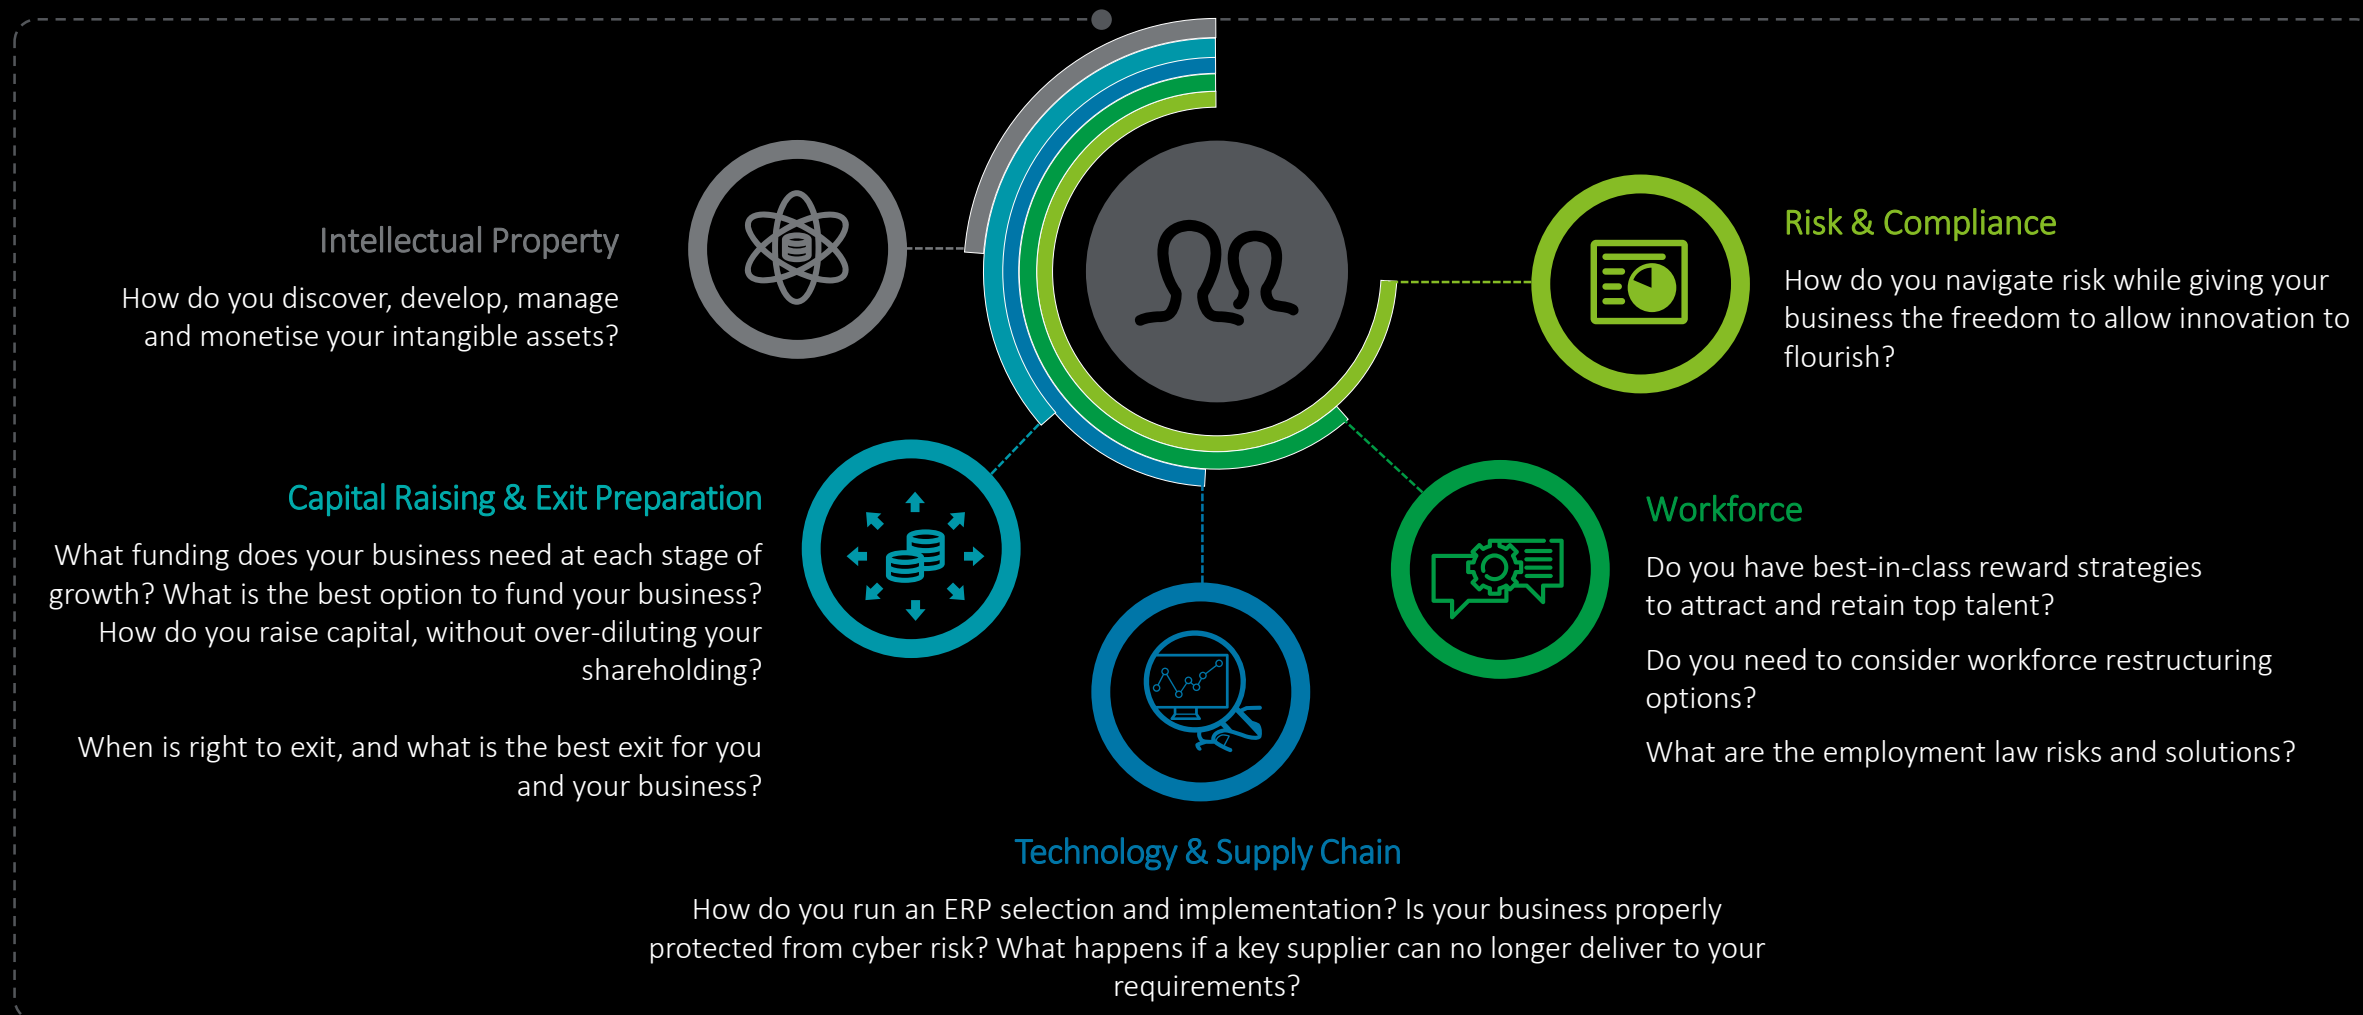 Intellectual Property
How do you discover, develop, manage
and monetise your intangible assets?
Capital Raising & Exit Preparation
What funding does your business need at each stage of
growth? What is the best option to fund your business?
How do you raise capital, without over-diluting your
shareholding?
When is right to exit, and what is the best exit for you
and your business?
Technology & Supply Chain
How do you run an ERP selection and implementation? Is your business properly
protected from cyber risk? What happens if a key supplier can no longer deliver to your
requirements?
Workforce
Do you have best-in-class reward strategies
to attract and retain top talent?
Do you need to consider workforce restructuring
options?
What are the employment law risks and solutions?
Risk & Compliance
How do you navigate risk while giving your
business the freedom to allow innovation to
flourish?